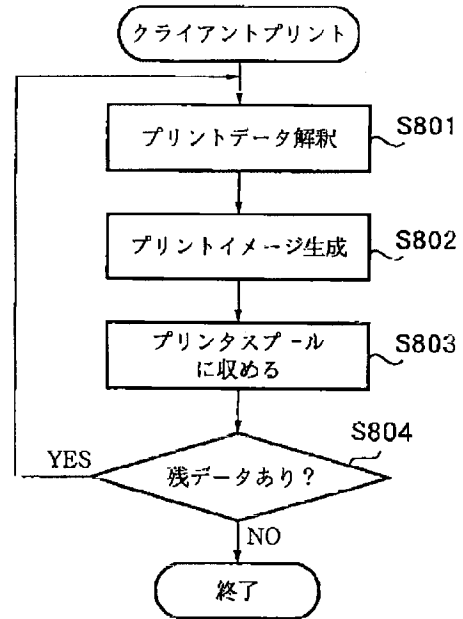 クライアントプリント
プリントデータ解釈
S801
プリントイメージ生成
S802
プリンタスプール
に収める
S803
S804
YES
残データあり？
NO
終了